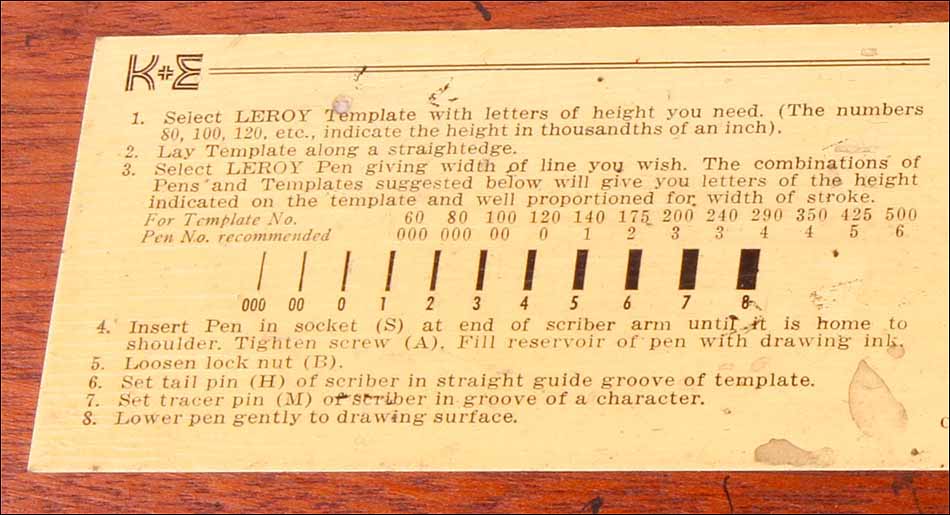 K+E
1. Select LEROY Template with letters of height you need. (The numbers
80, 100, 120, etc., indicate the height in thousandths of an inch).
2. Lay Template along a straightedge.
3. Select LEROY Pen giving width of line you wish. The combinations of
Pens and Templates suggested below will give you letters of the height
indicated on the template and well proportioned for width of stroke.
For Template No. 60 80 100 120 140 175 200 240 290 350 425 500
Pen No. recommended 000 000 00 0 1 2 3 3 4 4 5 6
000 00 0 1 2 3 4 5 6 7 8
4. Insert Pen in socket (S) at end of scriber arm until it is home to
shoulder. Tighten screw (A). Fill reservoir of pen with drawing ink.
5. Loosen lock nut (B).
6. Set tail pin (H) of scriber in straight guide groove of template.
7. Set tracer pin (M) of scriber in groove of a character.
8. Lower pen gently to drawing surface.